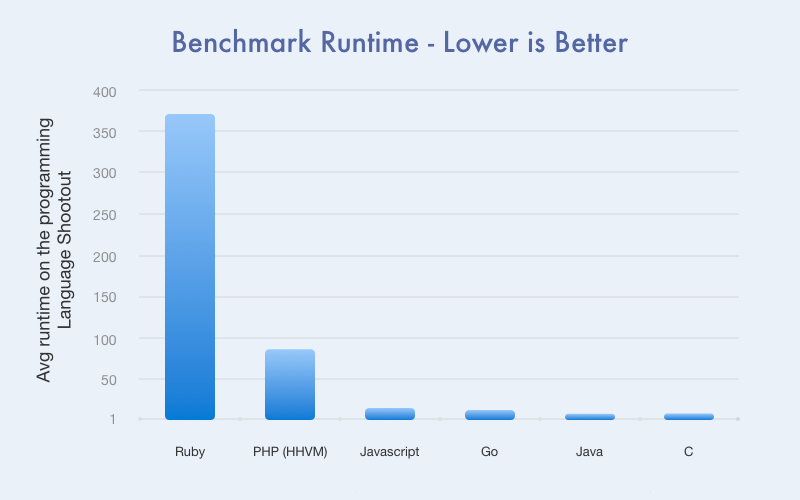 Benchmark Runtime - Lower is Better
Avg runtime on the programming
Language Shootout
400
350
300
250
200
150
100
50
1
Ruby
PHP (HHVM)
Javascript
Go
Java
C